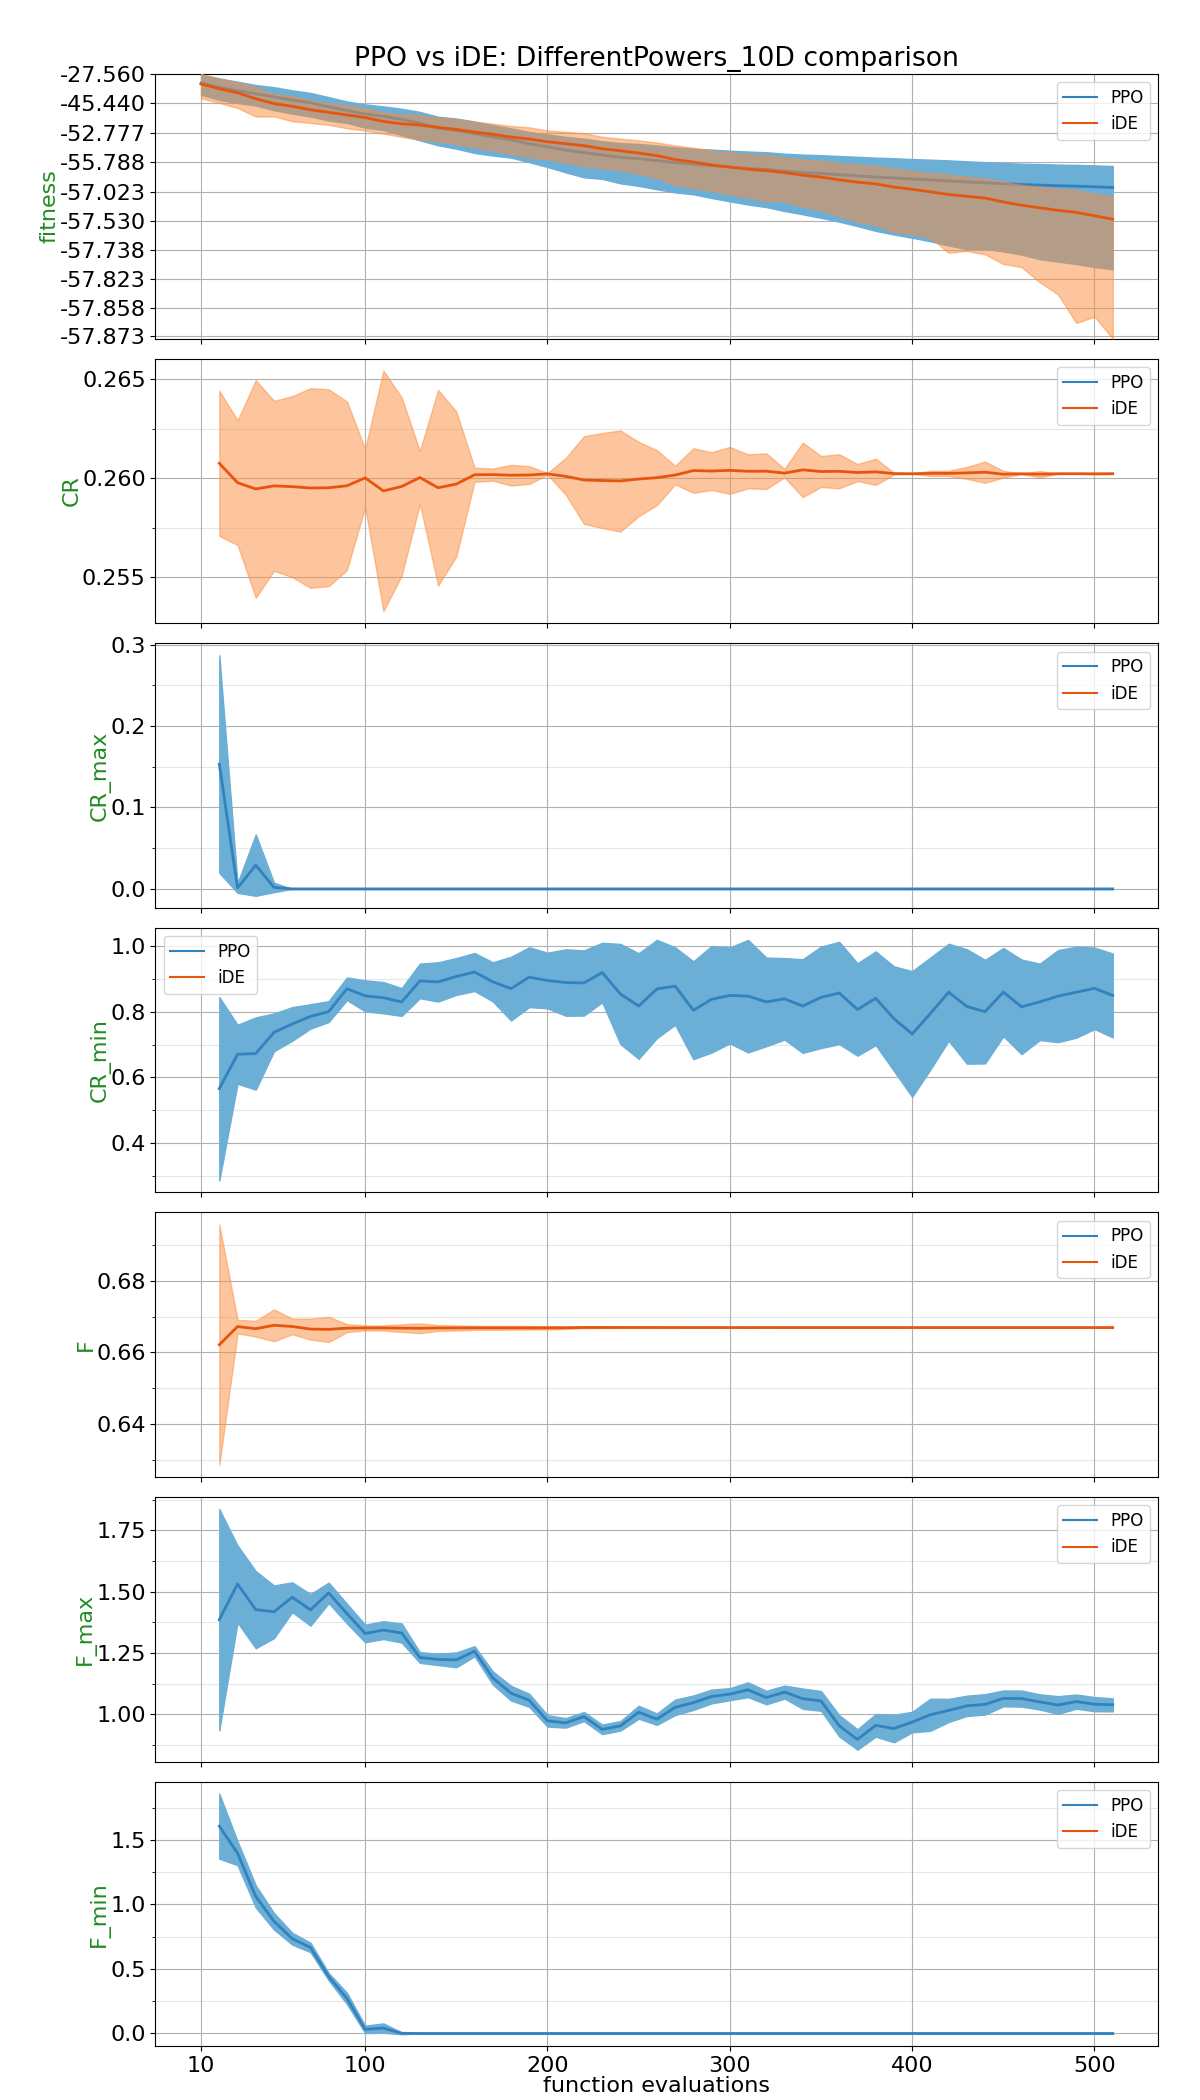 PPO vs iDE: DifferentPowers_10D comparison
-27.560
-45.440
-52.777
-55.788
-57.023
-57.530
-57.738
-57.823
-57.858
-57.873
fitness
PPO
iDE
0.265
0.260
0.255
CR
PPO
iDE
0.3
0.2
0.1
0.0
CR_max
PPO
iDE
1.0
0.8
0.6
0.4
CR_min
PPO
iDE
0.68
0.66
0.64
F
PPO
iDE
1.75
1.50
1.25
1.00
F_max
PPO
iDE
1.5
1.0
0.5
0.0
F_min
PPO
iDE
10 100 200 300 400 500
function evaluations